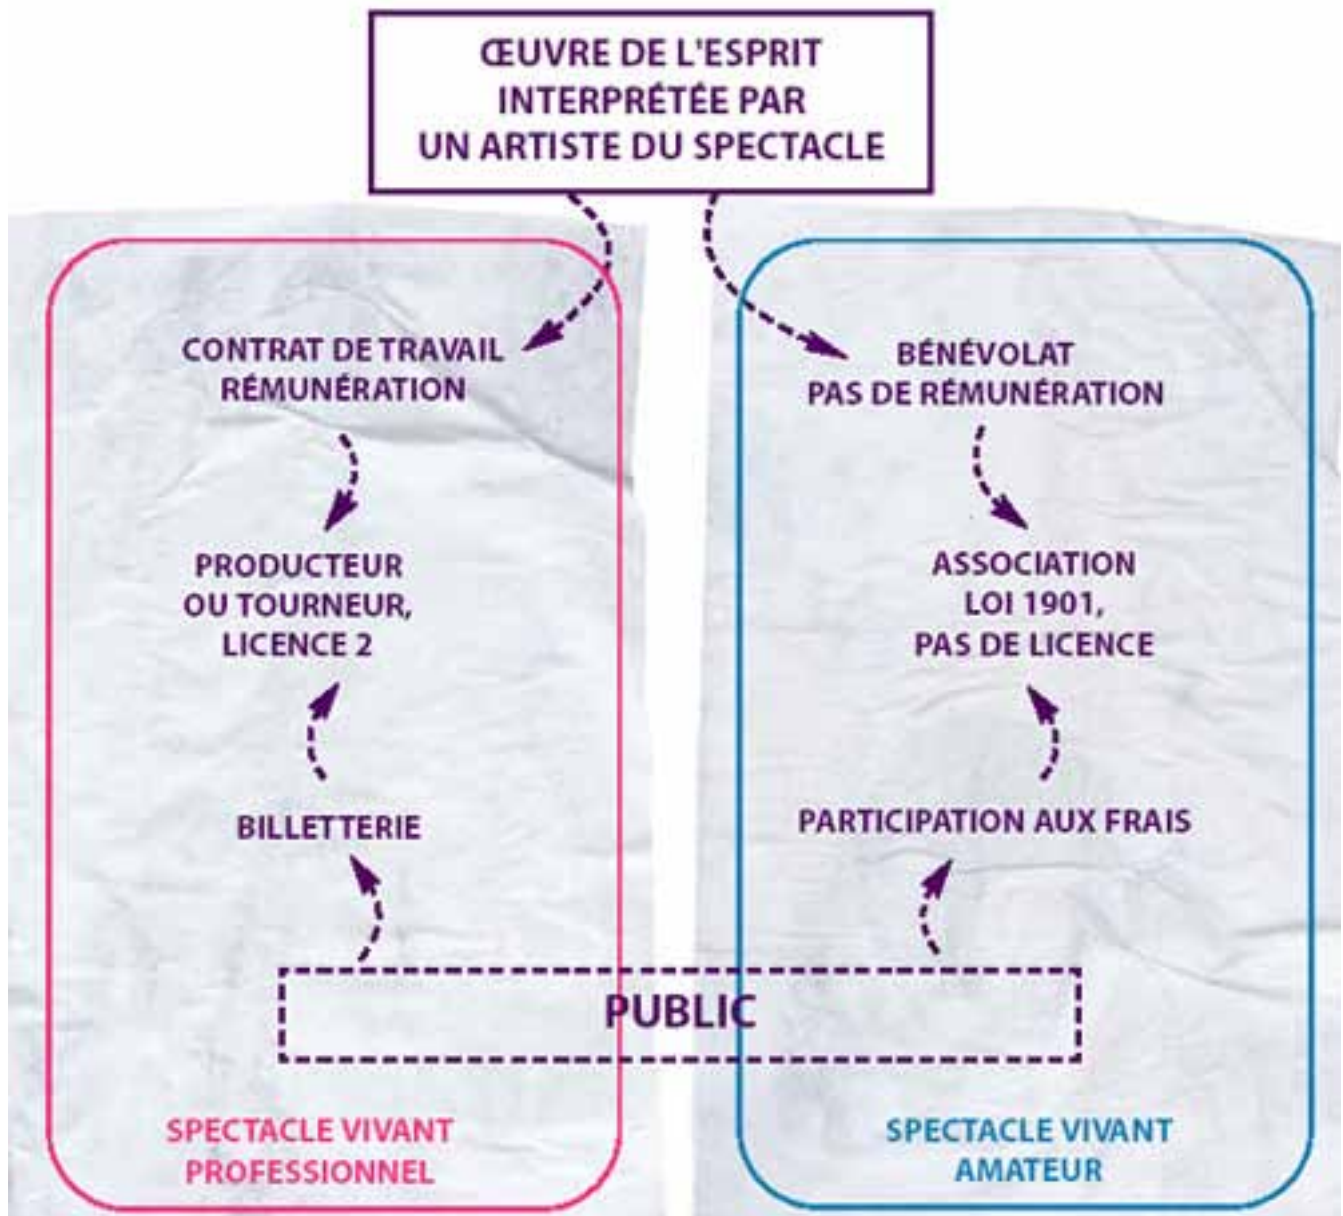 ŒUVRE DE L'ESPRIT
INTERPRÉTÉE PAR
UN ARTISTE DU SPECTACLE
CONTRAT DE TRAVAIL
RÉMUNÉRATION
PRODUCTEUR
OU TOURNEUR,
LICENCE 2
BILLETTERIE
BÉNÉVOLAT
PAS DE RÉMUNÉRATION
ASSOCIATION
LOI 1901,
PAS DE LICENCE
PARTICIPATION AUX FRAIS
PUBLIC
SPECTACLE VIVANT
PROFESSIONNEL
SPECTACLE VIVANT
AMATEUR